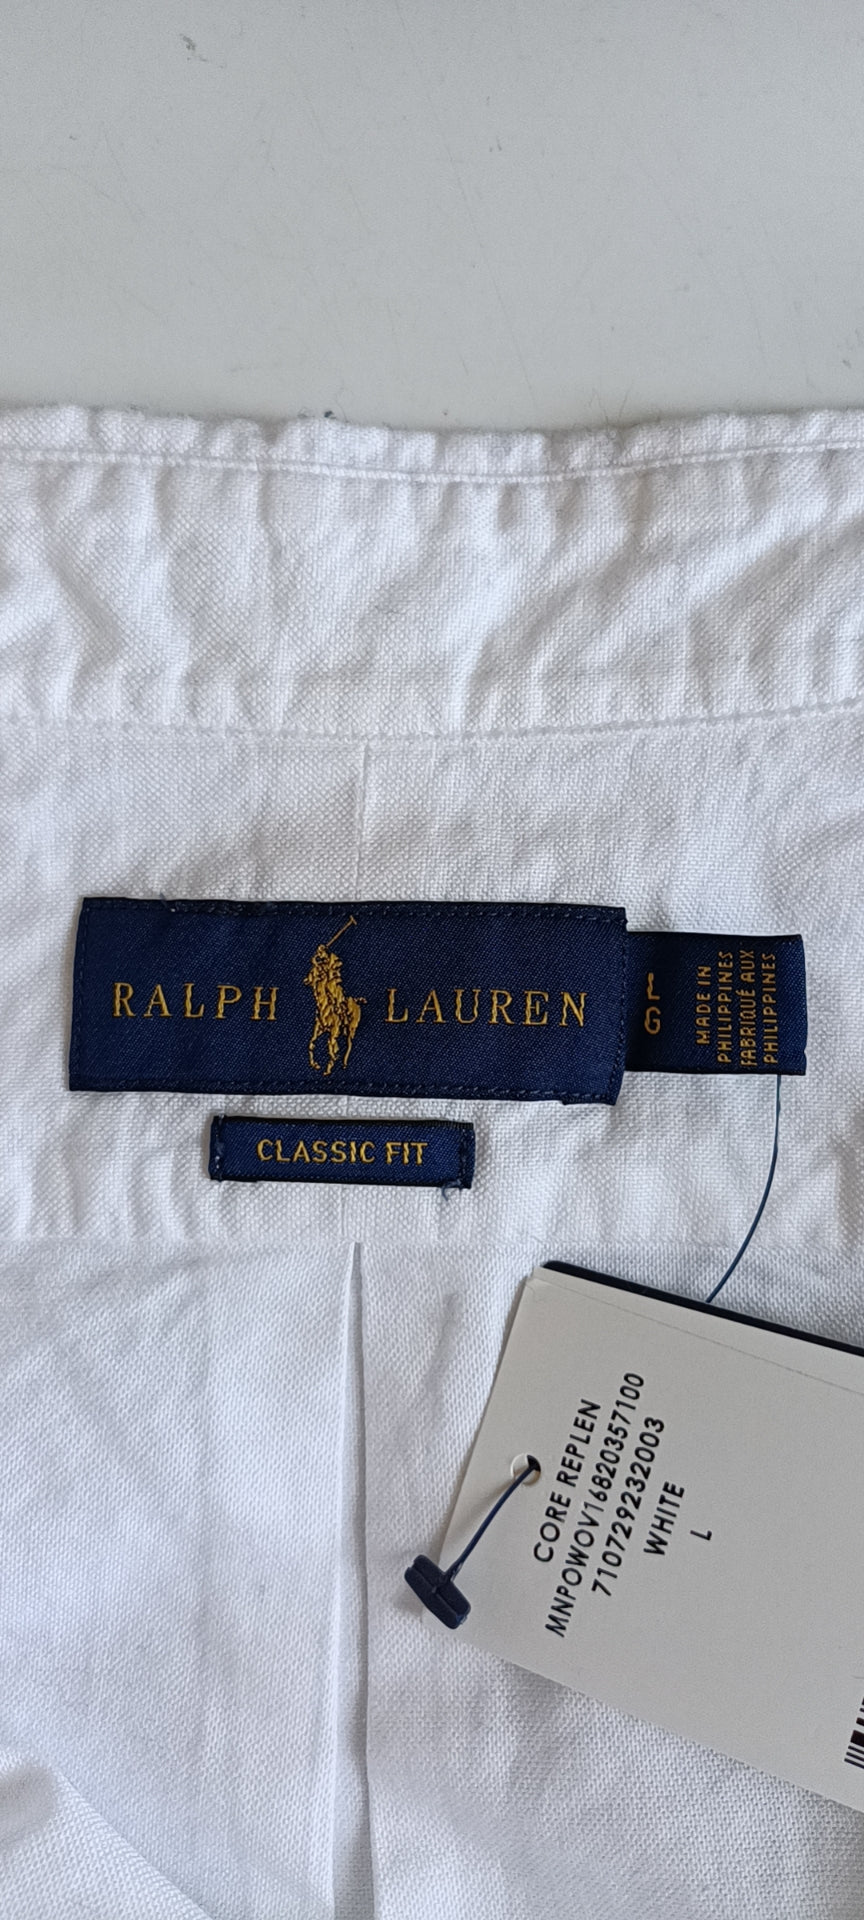 RALPH LAUREN
L
G
MADE IN
PHILIPPINES
FABRIQUÉ AUX
PHILIPPINES
CLASSIC FIT
CORE REPLEN
MNPOWOV16820357100
710729232003
WHITE
L